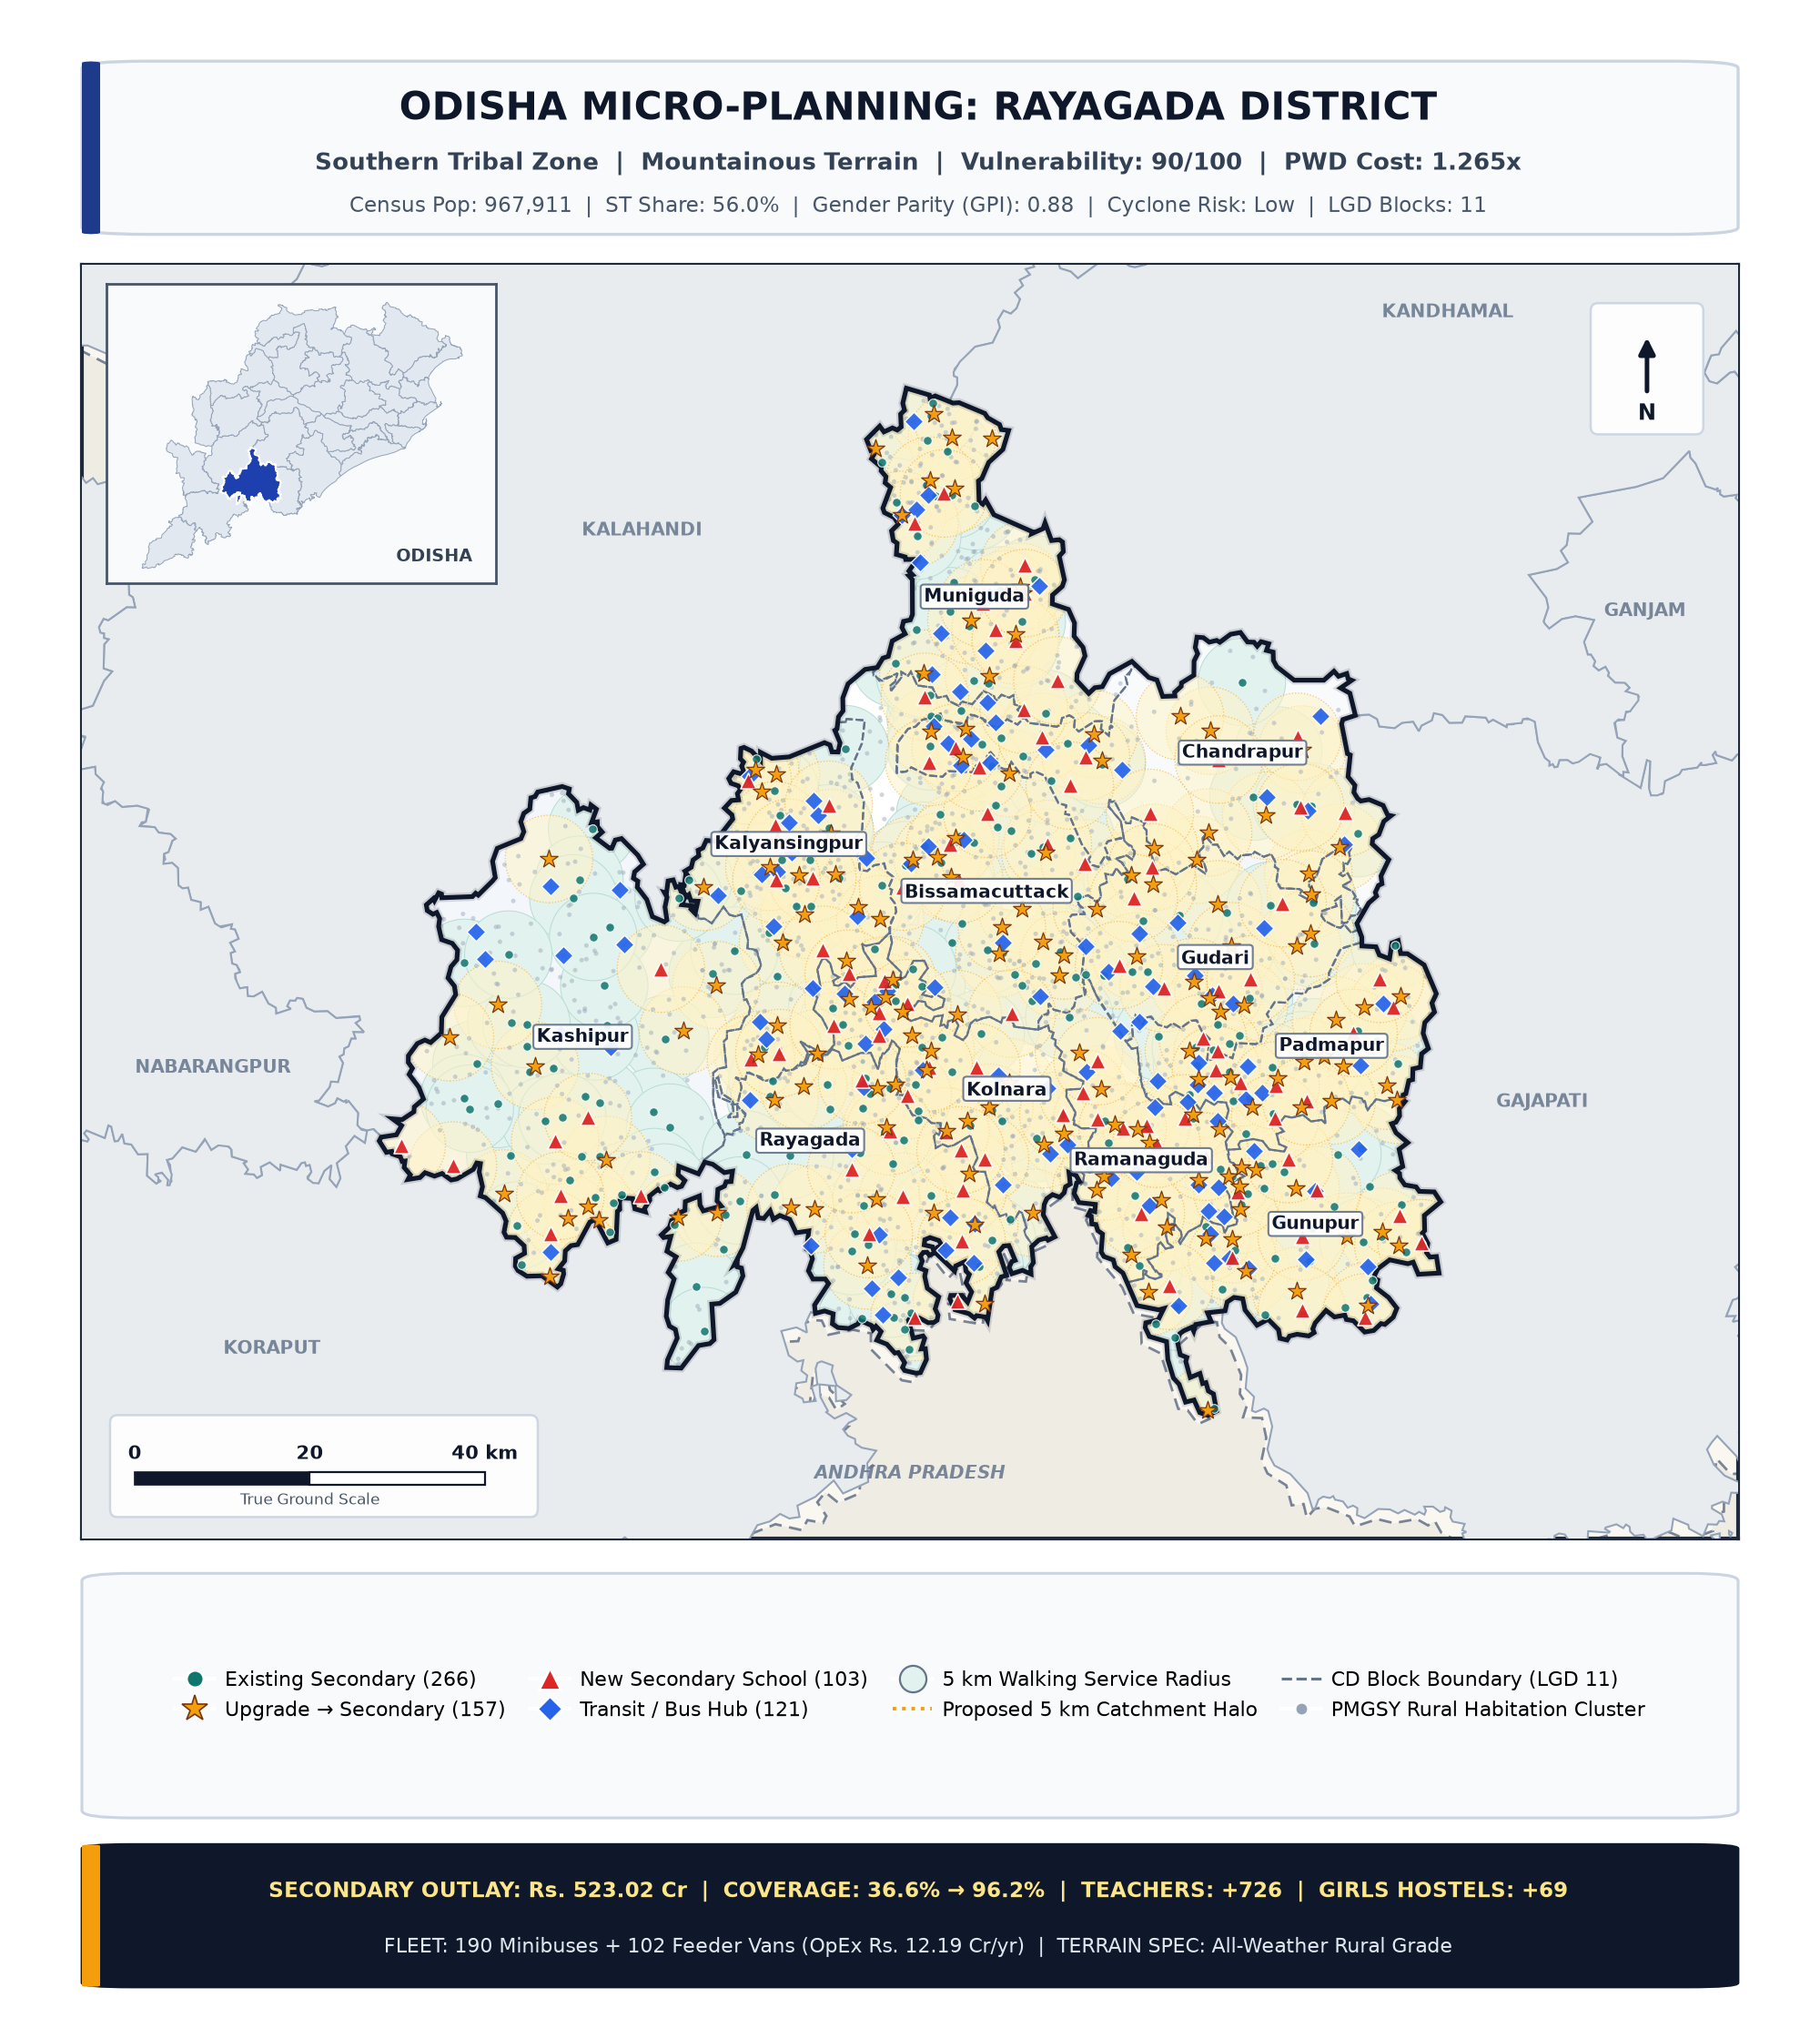 ODISHA MICRO-PLANNING: RAYAGADA DISTRICT
Southern Tribal Zone | Mountainous Terrain | Vulnerability: 90/100 | PWD Cost: 1.265x
Census Pop: 967,911 | ST Share: 56.0% | Gender Parity (GPI): 0.88 | Cyclone Risk: Low | LGD Blocks: 11
KANDHAMAL
N
KALAHANDI
ODISHA
Muniguda
GANJAM
Chandrapur
Kalyansingpur
Bissamacuttack
Gudari
Kashipur
Padmapur
NABARANGPUR
Kolnara
GAJAPATI
Rayagada
Ramanaguda
Gunupur
KORAPUT
0 20 40 km
True Ground Scale
ANDHRA PRADESH
Existing Secondary (266)
Upgrade → Secondary (157)
New Secondary School (103)
Transit / Bus Hub (121)
5 km Walking Service Radius
Proposed 5 km Catchment Halo
CD Block Boundary (LGD 11)
PMGSY Rural Habitation Cluster
SECONDARY OUTLAY: Rs. 523.02 Cr | COVERAGE: 36.6% → 96.2% | TEACHERS: +726 | GIRLS HOSTELS: +69
FLEET: 190 Minibuses + 102 Feeder Vans (OpEx Rs. 12.19 Cr/yr) | TERRAIN SPEC: All-Weather Rural Grade